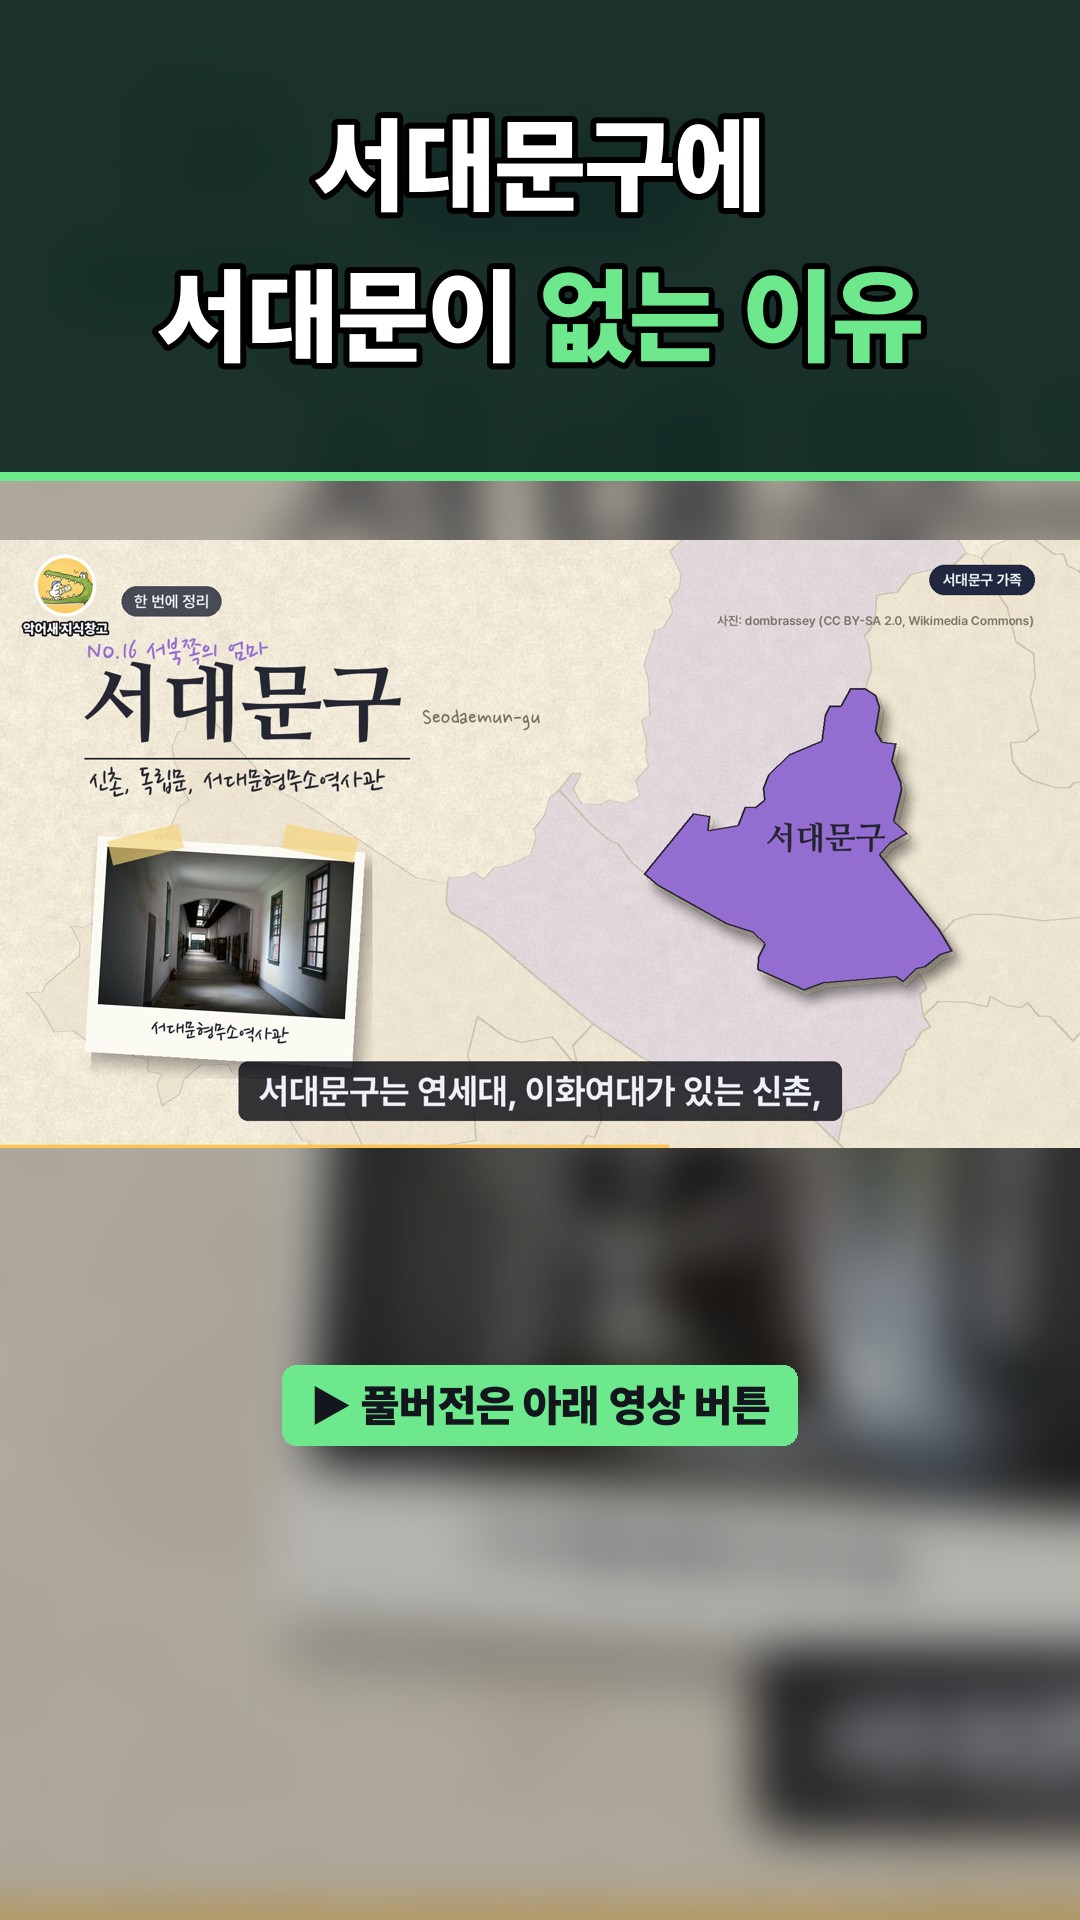 서대문구에
서대문이 없는 이유
악어새 지식창고
한 번에 정리
서대문구 가족
사진: dombrassey (CC BY-SA 2.0, Wikimedia Commons)
NO.16 서북쪽의 엄마
서대문구 Seodaemun-gu
신촌, 독립문, 서대문형무소역사관
서대문구
서대문형무소역사관
서대문구는 연세대, 이화여대가 있는 신촌,
▶ 풀버전은 아래 영상 버튼